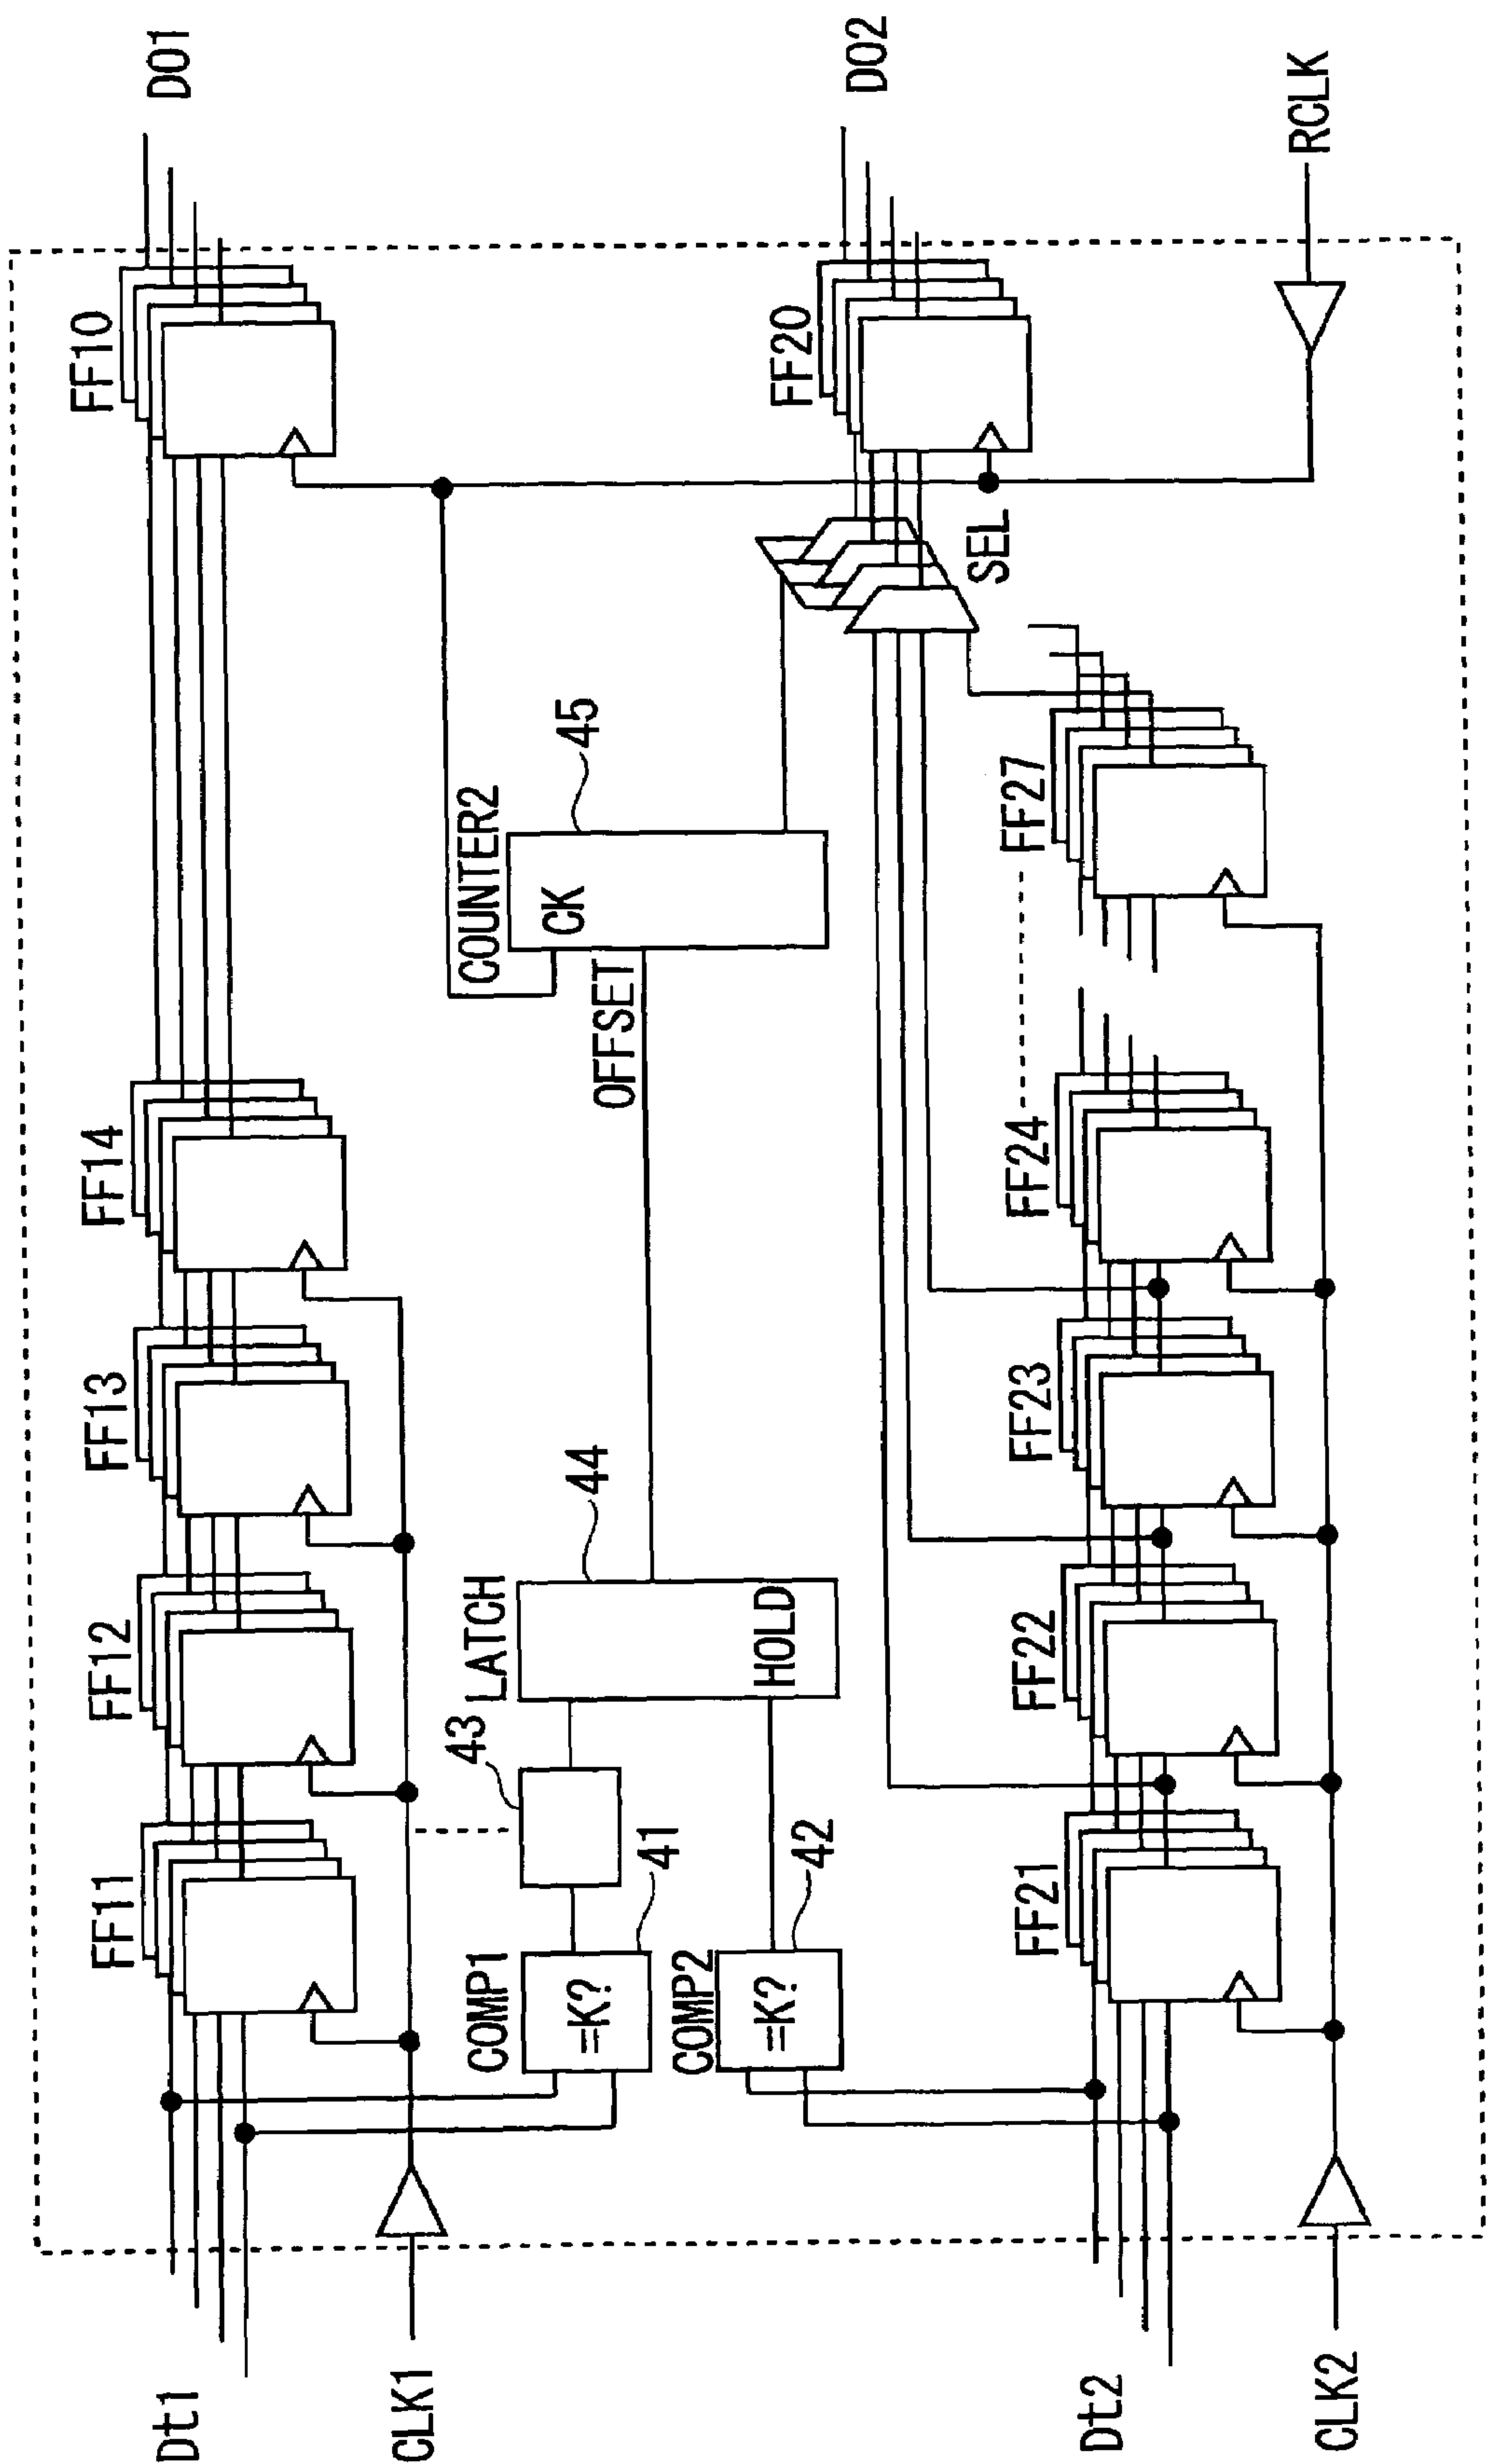 Dt1
CLK1
FF11
FF12
FF13
FF14
FF10
DO1
COMP1
=K?
41
43
LATCH
HOLD
44
OFFSET
COUNTER2
CK
45
COMP2
=K?
42
SEL
FF20
DO2
RCLK
Dt2
CLK2
FF21
FF22
FF23
FF24
FF27